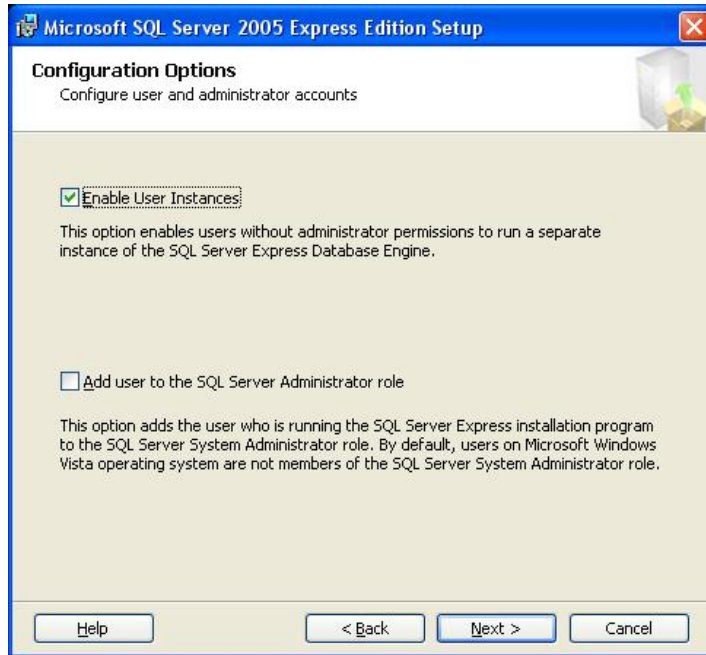 Microsoft SQL Server 2005 Express Edition Setup
Configuration Options
Configure user and administrator accounts
Enable User Instances
This option enables users without administrator permissions to run a separate
instance of the SQL Server Express Database Engine.
Add user to the SQL Server Administrator role
This option adds the user who is running the SQL Server Express installation program
to the SQL Server System Administrator role. By default, users on Microsoft Windows
Vista operating system are not members of the SQL Server System Administrator role.
Help
< Back
Next >
Cancel